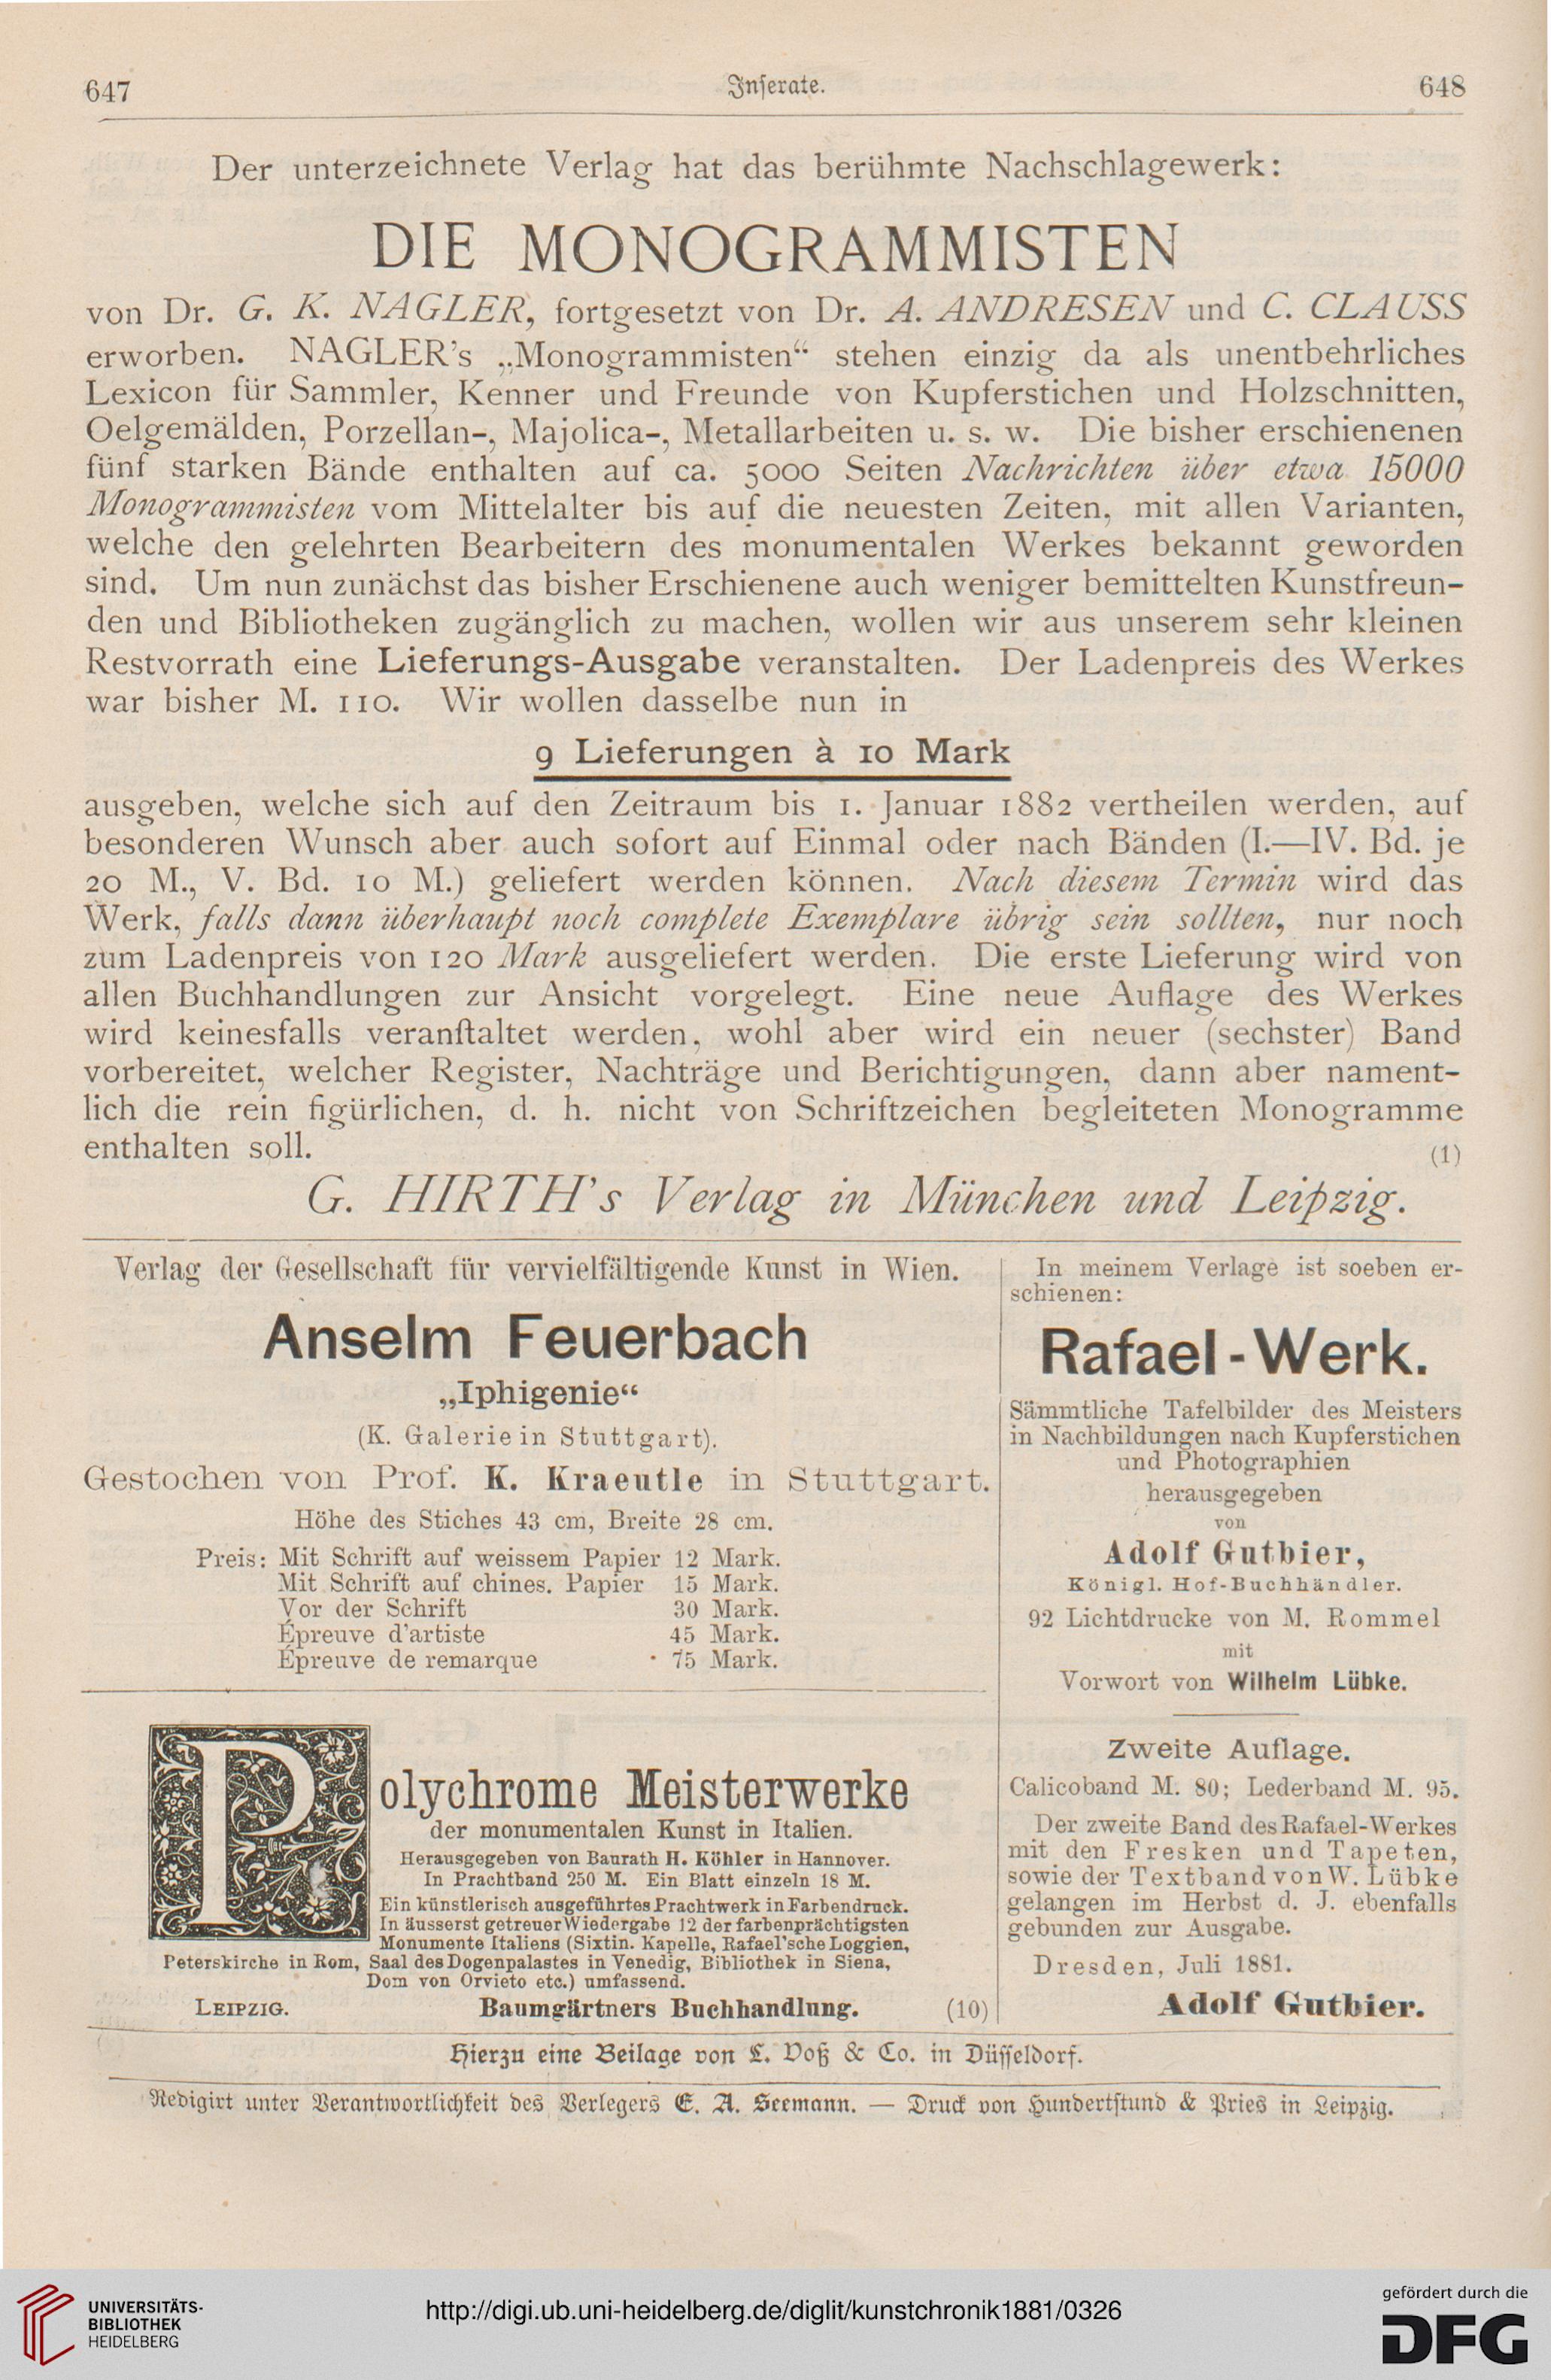 647
Inserate.
648
Der unterzeichnete Verlag hat das berühmte Nachschlagewerk:
DIE MONOGRAMMISTEN
von Dr. G. K. NAGLER, fortgesetzt von Dr. A. ANDRESEN und C. CLAUSS
erworben. NAGLER's „Monogrammisten“ stehen einzig da als unentbehrliches
Lexicon für Sammler, Kenner und Freunde von Kupferstichen und Holzschnitten,
Oelgemälden, Porzellan-, Majolica-, Metallarbeiten u. s. w. Die bisher erschienenen
fünf starken Bände enthalten auf ca. 5000 Seiten Nachrichten über etwa 15000
Monogrammisten vom Mittelalter bis auf die neuesten Zeiten, mit allen Varianten,
welche den gelehrten Bearbeitern des monumentalen Werkes bekannt geworden
sind. Um nun zunächst das bisher Erschienene auch weniger bemittelten Kunstfreun-
den und Bibliotheken zugänglich zu machen, wollen wir aus unserem sehr kleinen
Restvorrath eine Lieferungs-Ausgabe veranstalten. Der Ladenpreis des Werkes
war bisher M. 110. Wir wollen dasselbe nun in
9 Lieferungen à 10 Mark
ausgeben, welche sich auf den Zeitraum bis 1. Januar 1882 vertheilen werden, auf
besonderen Wunsch aber auch sofort auf Einmal oder nach Bänden (I.—IV. Bd. je
20 M., V. Bd. 10 M.) geliefert werden können. Nach diesem Termin wird das
Werk, falls dann überhaupt noch complete Exemplare übrig sein sollten, nur noch
zum Ladenpreis von 120 Mark ausgeliefert werden. Die erste Lieferung wird von
allen Buchhandlungen zur Ansicht vorgelegt. Eine neue Auflage des Werkes
wird keinesfalls veranſtaltet werden, wohl aber wird ein neuer (sechster) Band
vorbereitet, welcher Register, Nachträge und Berichtigungen, dann aber nament-
lich die rein figürlichen, d. h. nicht von Schriftzeichen begleiteten Monogramme
enthalten soll.
(1)
G. HIRTH's Verlag in München und Leipzig.
Verlag der Gesellschaft für vervielfältigende Kunst in Wien.
Anselm Feuerbach
„Iphigenie“
(K. Galerie in Stuttgart).
Gestochen von Prof. K. Kraeutle in Stuttgart.
Höhe des Stiches 43 cm, Breite 28 cm.
Preis: Mit Schrift auf weissem Papier 12 Mark.
Mit Schrift auf chines. Papier 15 Mark.
Vor der Schrift 30 Mark.
Épreuve d'artiste 45 Mark.
Épreuve de remarque 75 Mark.
Polychrome Meisterwerke
der monumentalen Kunst in Italien.
Herausgegeben von Baurath H. Köhler in Hannover.
In Prachtband 250 M. Ein Blatt einzeln 18 M.
Ein künstlerisch ausgeführtes Prachtwerk in Farbendruck.
In äusserst getreuer Wiedergabe 12 der farbenprächtigsten
Monumente Italiens (Sixtin. Kapelle, Rafael'sche Loggien,
Peterskirche in Rom, Saal des Dogenpalastes in Venedig, Bibliothek in Siena,
Dom von Orvieto etc.) umfassend.
LEIPZIG. Baumgärtners Buchhandlung. (10)
In meinem Verlage ist soeben er-
schienen:
Rafael-Werk.
Sämmtliche Tafelbilder des Meisters
in Nachbildungen nach Kupferstichen
und Photographien
herausgegeben
von
Adolf Gutbier,
Königl. Hof-Buchhändler.
92 Lichtdrucke von M. Rommel
mit
Vorwort von Wilhelm Lübke.
Zweite Auflage.
Calicoband M. 80; Lederband M. 95.
Der zweite Band des Rafael-Werkes
mit den Fresken und Tapeten,
sowie der Textband von W. Lübke
gelangen im Herbst d. J. ebenfalls
gebunden zur Ausgabe.
Dresden, Juli 1881.
Adolf Gutbier.
Hierzu eine Beilage von L. Voß & Co. in Düsseldorf.
Redigirt unter Verantwortlichkeit des Verlegers E. A. Seemann. — Druck von Hundertstund & Pries in Leipzig.
UNIVERSITÄTS-
BIBLIOTHEK
HEIDELBERG
http://digi.ub.uni-heidelberg.de/diglit/kunstchronik1881/0326
gefördert durch die
DFG